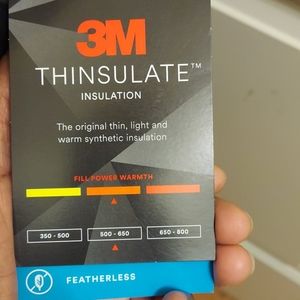 3M
THINSULATE™
INSULATION
The original thin, light and
warm synthetic insulation
FILL POWER WARMTH
350 - 500 500 - 650 650 - 800
FEATHERLESS